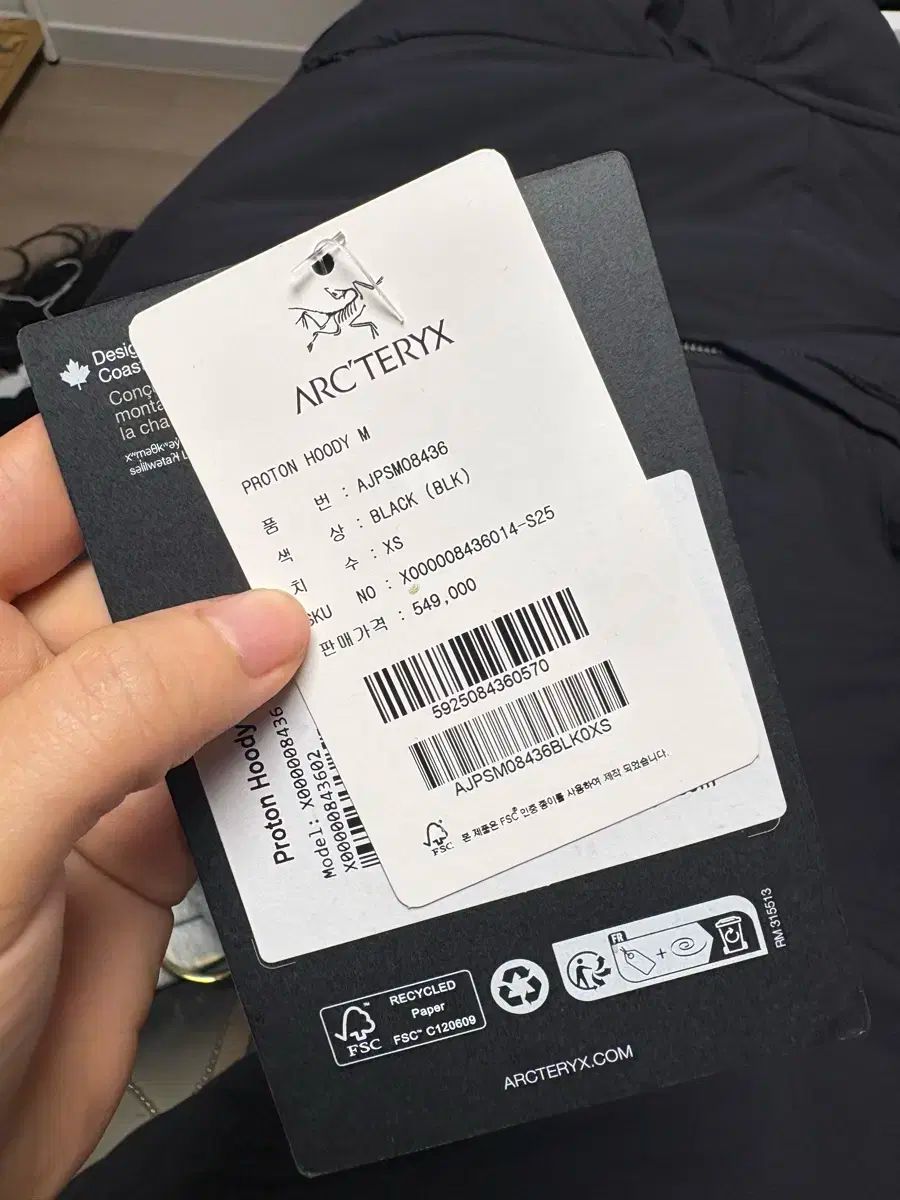 ARC'TERYX
PROTON HOODY M
품 번 : AJPSM08436
색 상 : BLACK (BLK)
치 수 : XS
SKU NO : X000008436014-S25
판매가격 : 549,000
5925084360570
AJPSM08436BLK0XS
FSC 본 제품은 FSC® 인증 종이를 사용하여 제작 되었습니다.
Desig
Coas
Conç
monta
la cha
Proton Hoody
Model: X000008436
X00000843602
RECYCLED
Paper
FSC™ C120609
FSC
FR
RM 315513
ARCTERYX.COM